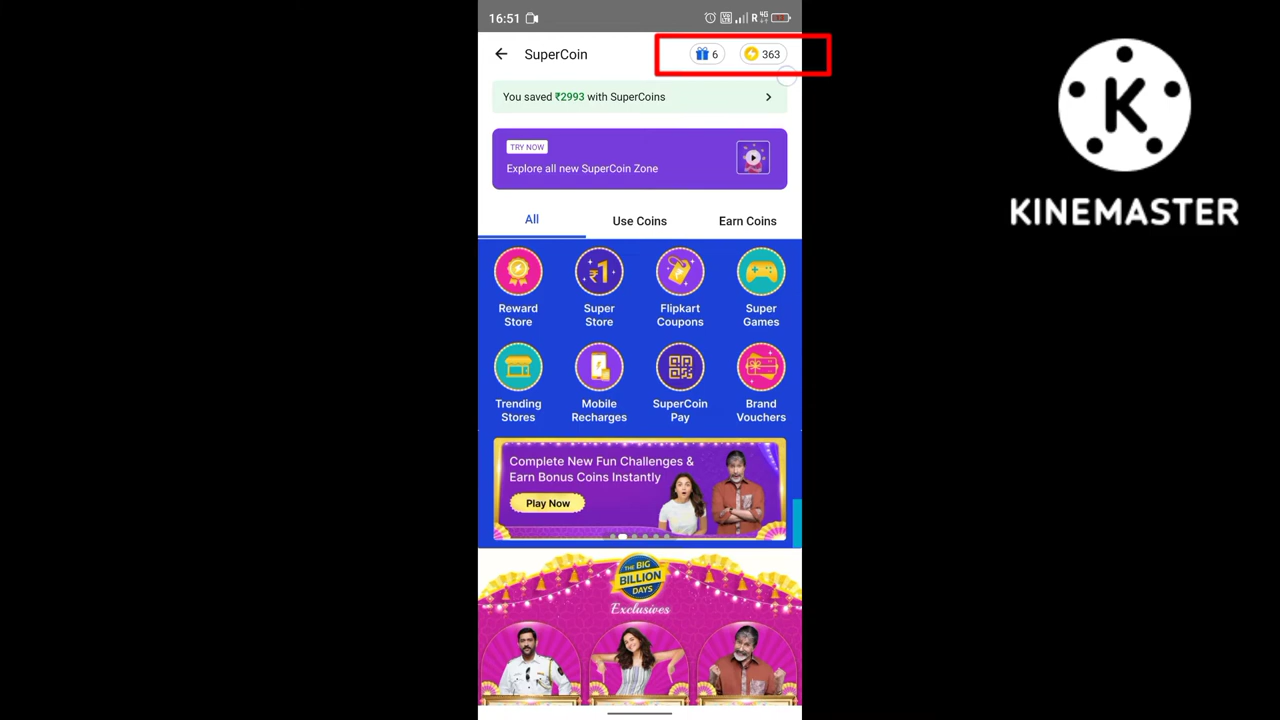 16:51
SuperCoin
6
363
You saved ₹2993 with SuperCoins
TRY NOW
Explore all new SuperCoin Zone
All
Use Coins
Earn Coins
₹1
Reward
Store
Super
Store
Flipkart
Coupons
Super
Games
Trending
Stores
Mobile
Recharges
SuperCoin
Pay
Brand
Vouchers
Complete New Fun Challenges &
Earn Bonus Coins Instantly
Play Now
THE BIG
BILLION
DAYS
Exclusives
K
KINEMASTER